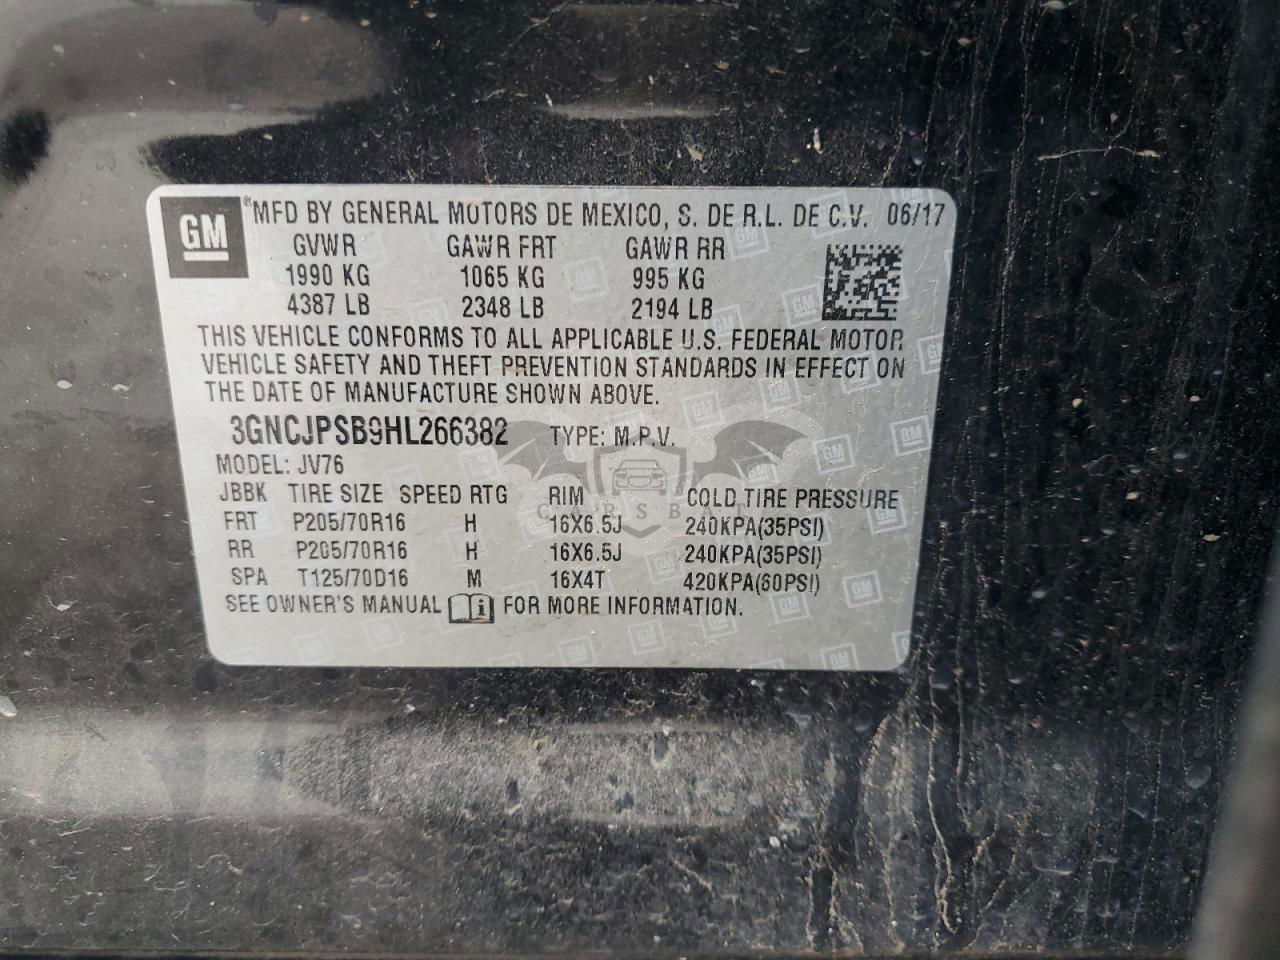 GM ® MFD BY GENERAL MOTORS DE MEXICO, S. DE R.L. DE C.V. 06/17
GVWR GAWR FRT GAWR RR
1990 KG 1065 KG 995 KG
4387 LB 2348 LB 2194 LB
THIS VEHICLE CONFORMS TO ALL APPLICABLE U.S. FEDERAL MOTOR
VEHICLE SAFETY AND THEFT PREVENTION STANDARDS IN EFFECT ON
THE DATE OF MANUFACTURE SHOWN ABOVE.
3GNCJPSB9HL266382 TYPE: M.P.V.
MODEL: JV76
JBBK TIRE SIZE SPEED RTG RIM COLD TIRE PRESSURE
CARSBAT
FRT P205/70R16 H 16X6.5J 240KPA(35PSI)
RR P205/70R16 H 16X6.5J 240KPA(35PSI)
SPA T125/70D16 M 16X4T 420KPA(60PSI)
SEE OWNER'S MANUAL i FOR MORE INFORMATION.